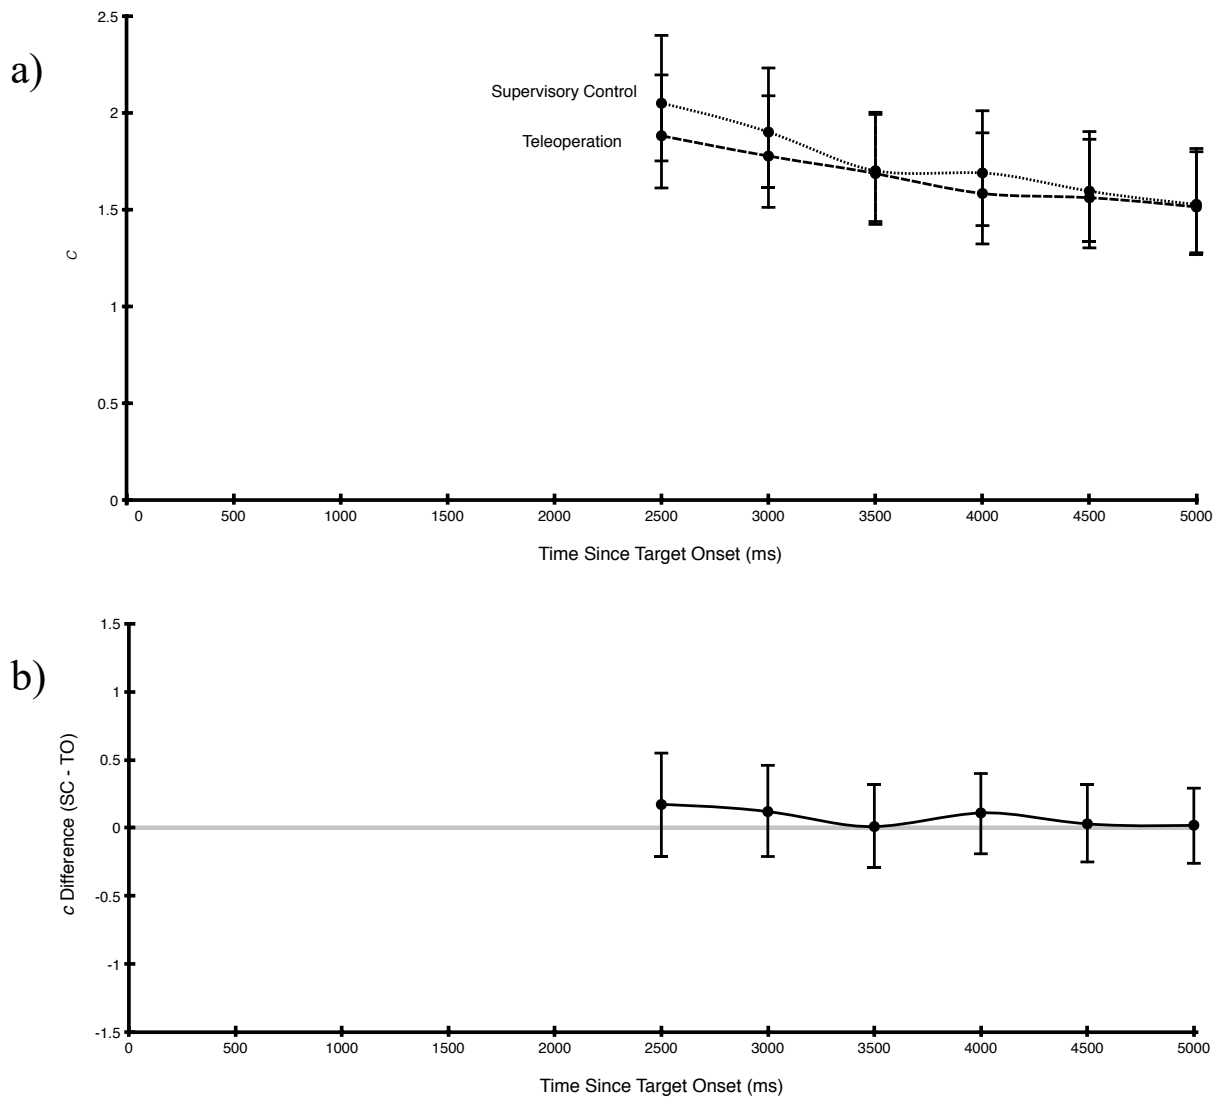 a)
2.5
2
1.5
1
0.5
0
c
Supervisory Control
Teleoperation
0 500 1000 1500 2000 2500 3000 3500 4000 4500 5000
Time Since Target Onset (ms)
b)
1.5
1
0.5
0
-0.5
-1
-1.5
c Difference (SC - TO)
0 500 1000 1500 2000 2500 3000 3500 4000 4500 5000
Time Since Target Onset (ms)